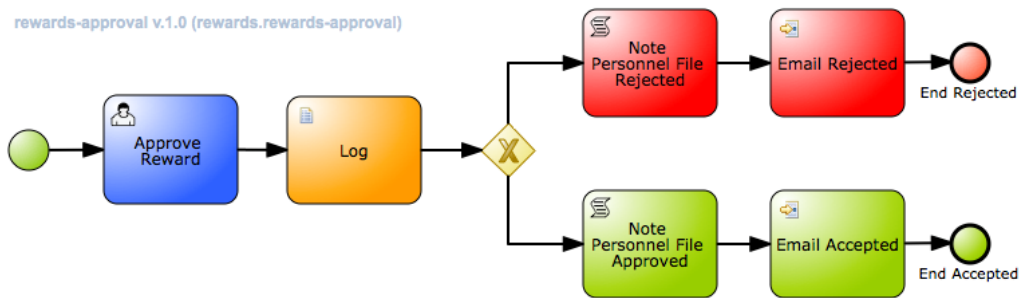 rewards-approval v.1.0 (rewards.rewards-approval)
Approve
Reward
Log
X
Note
Personnel File
Rejected
Email Rejected
End Rejected
Note
Personnel File
Approved
Email Accepted
End Accepted